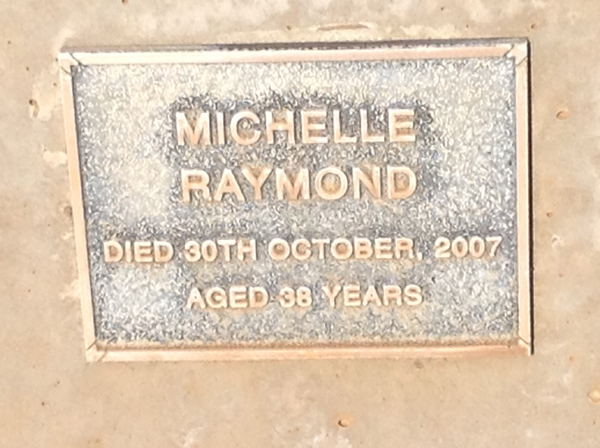 MICHELLE
RAYMOND
DIED 30TH OCTOBER, 2007
AGED 38 YEARS